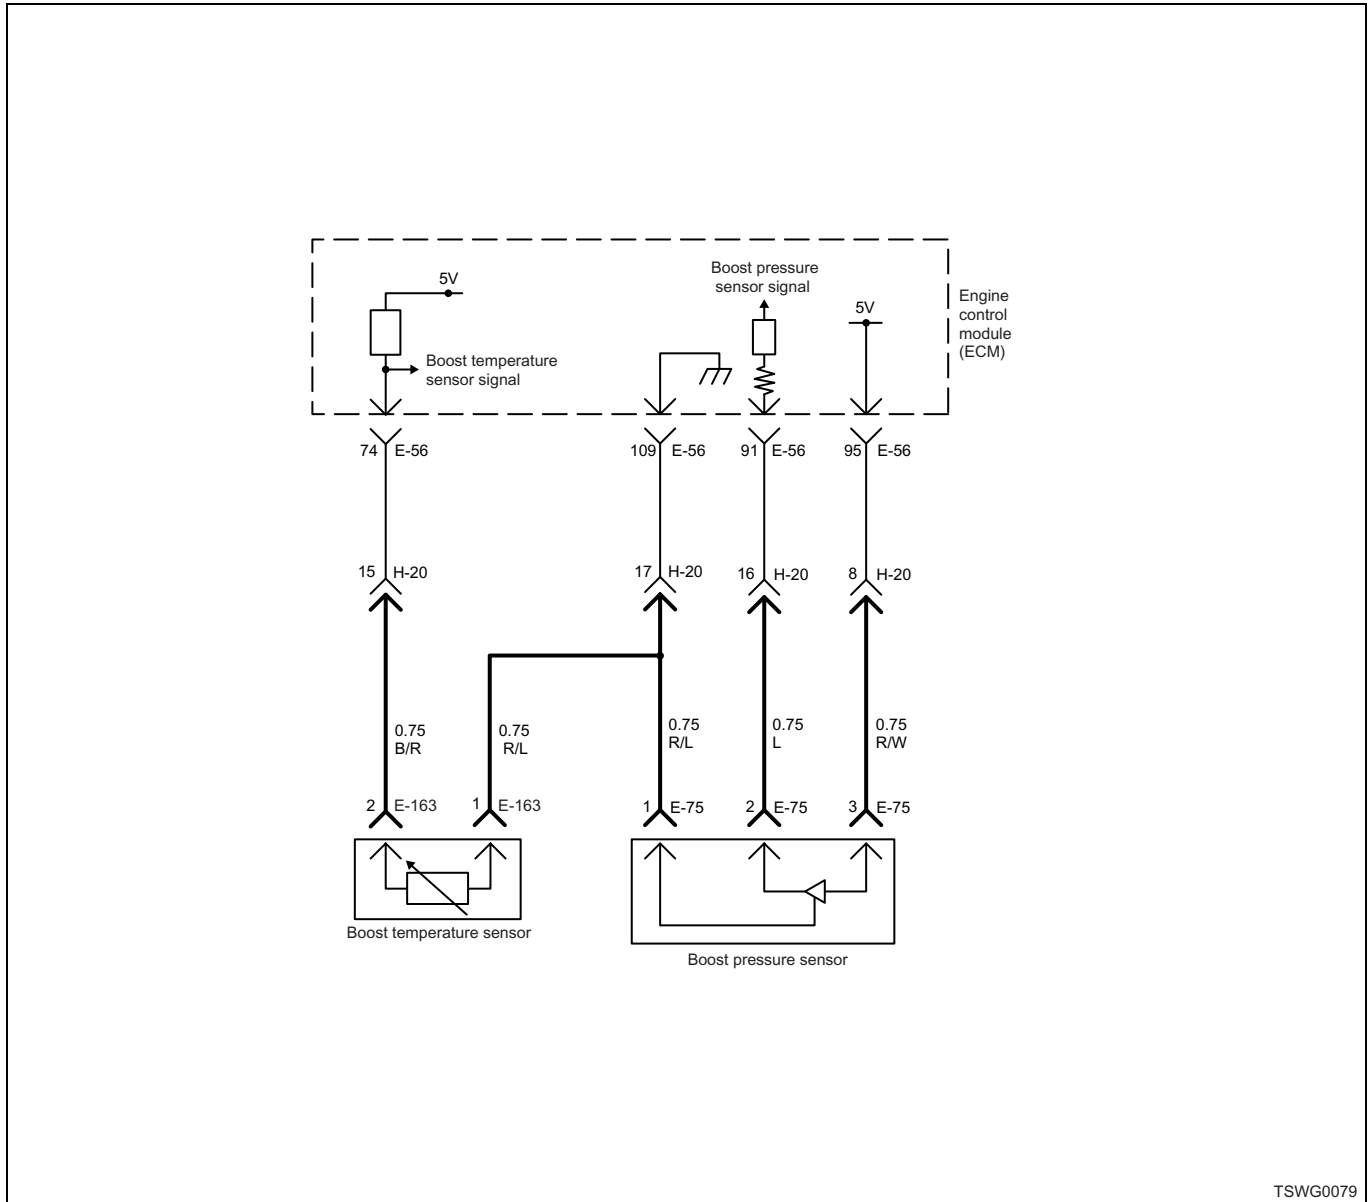 Boost pressure
sensor signal
5V
5V
Engine
control
module
(ECM)
Boost temperature
sensor signal
74 E-56
109 E-56
91 E-56
95 E-56
15 H-20
17 H-20
16 H-20
8 H-20
0.75
B/R
0.75
R/L
0.75
R/L
0.75
L
0.75
R/W
2 E-163
1 E-163
1 E-75
2 E-75
3 E-75
Boost temperature sensor
Boost pressure sensor
TSWG0079